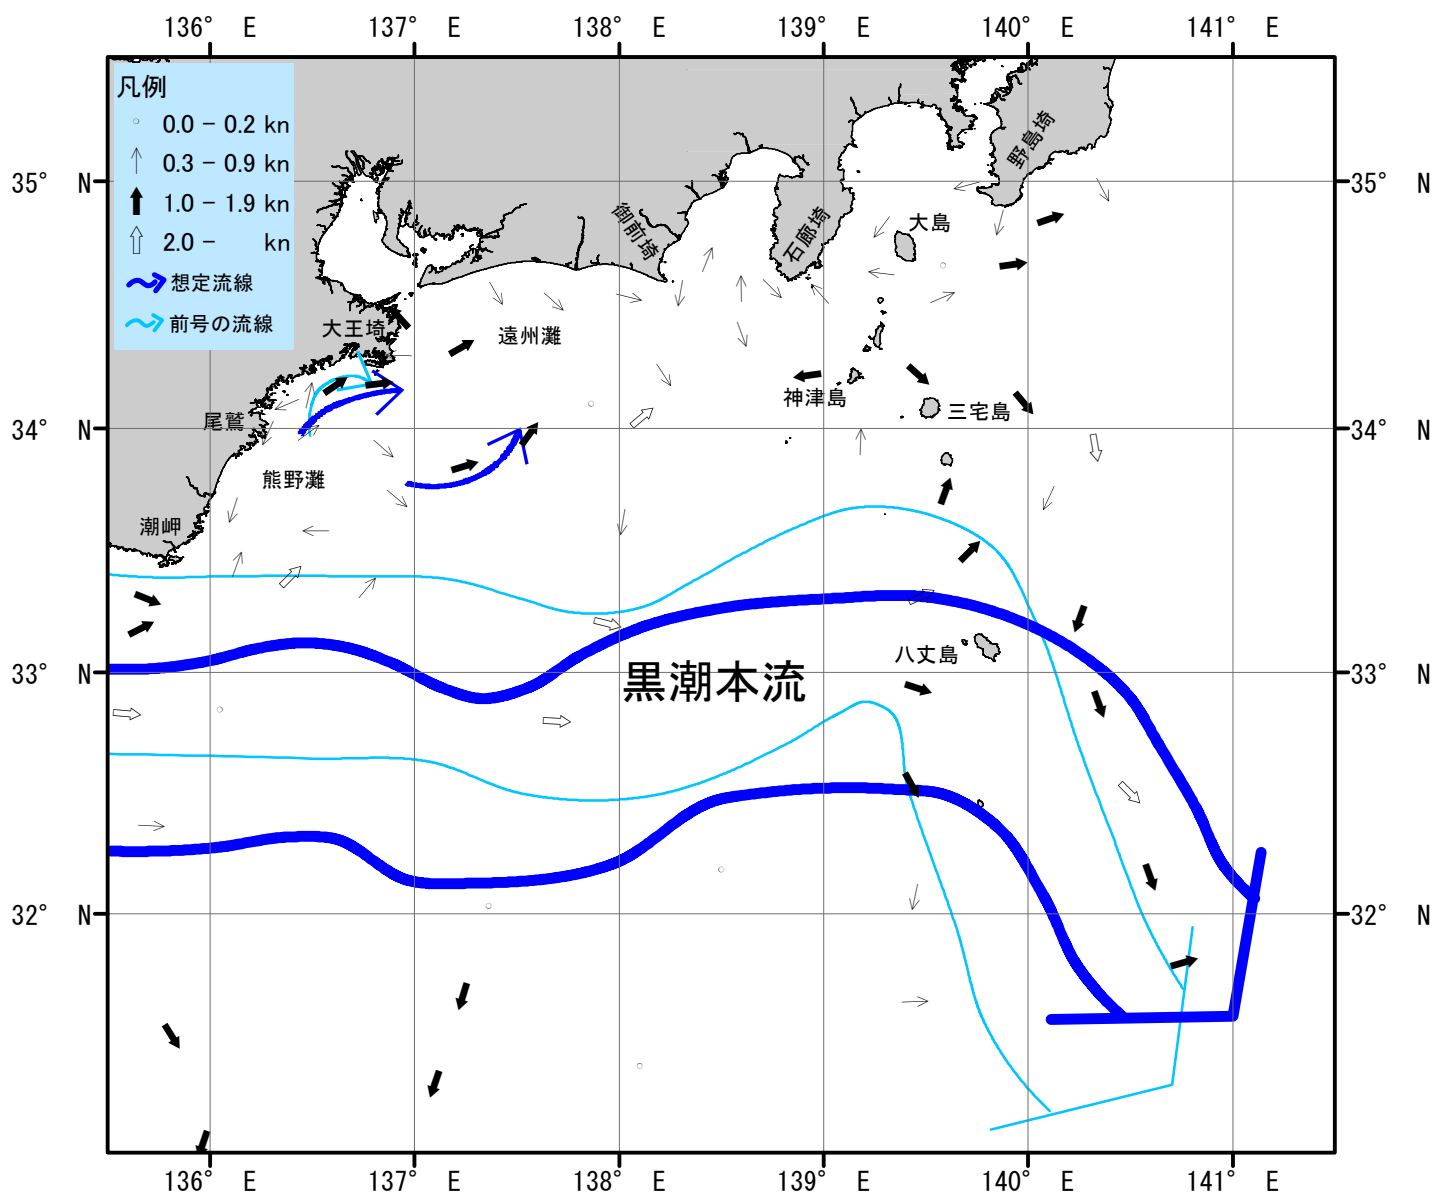 136° E 137° E 138° E 139° E 140° E 141° E
凡例
0.0 - 0.2 kn
0.3 - 0.9 kn
1.0 - 1.9 kn
2.0 - kn
想定流線
前号の流線
野島埼
35° N
35° N
御前埼
石廊埼
大島
大王埼
遠州灘
神津島
三宅島
尾鷲
34° N
34° N
熊野灘
潮岬
八丈島
33° N
33° N
黒潮本流
32° N
32° N
136° E 137° E 138° E 139° E 140° E 141° E